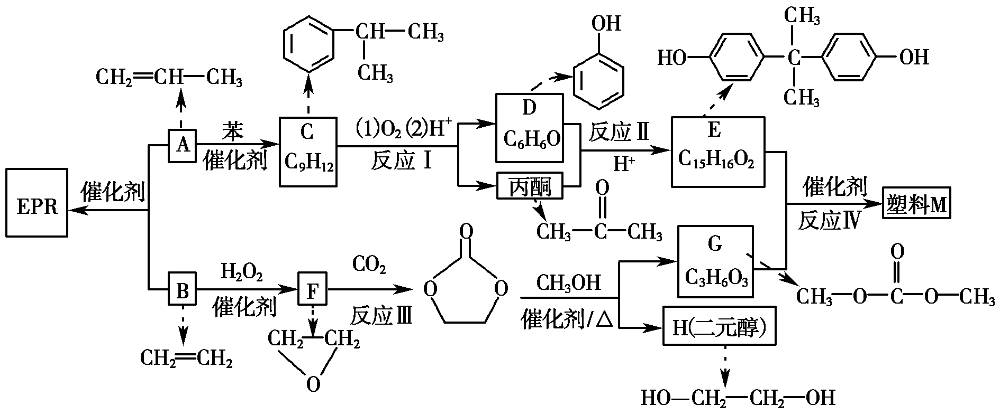 CH₂═CH—CH₃
CH—CH₃
CH₃
OH
CH₃
HO
C
OH
CH₃
A
苯
催化剂
C
C₉H₁₂
(1)O₂(2)H⁺
反应Ⅰ
D
C₆H₆O
丙酮
O
CH₃—C—CH₃
反应Ⅱ
H⁺
E
C₁₅H₁₆O₂
催化剂
反应Ⅳ
塑料M
EPR
催化剂
B
H₂O₂
催化剂
F
CO₂
反应Ⅲ
O
O
O
CH₃OH
催化剂/△
G
C₃H₆O₃
H(二元醇)
O
CH₃—O—C—O—CH₃
CH₂═CH₂
CH₂—CH₂
O
HO—CH₂—CH₂—OH